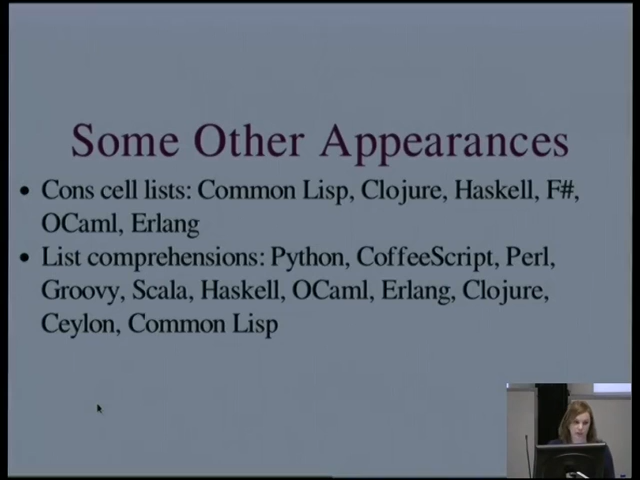 Some Other Appearances
• Cons cell lists: Common Lisp, Clojure, Haskell, F#,
OCaml, Erlang
• List comprehensions: Python, CoffeeScript, Perl,
Groovy, Scala, Haskell, OCaml, Erlang, Clojure,
Ceylon, Common Lisp